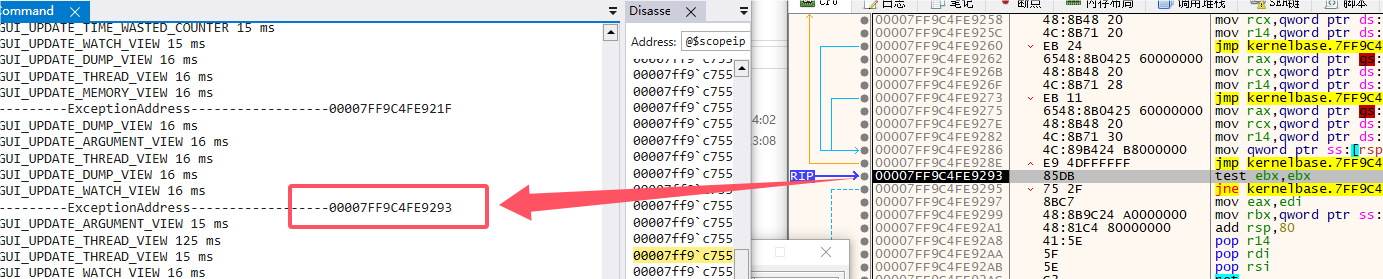 Command
GUI_UPDATE_TIME_WASTED_COUNTER 15 ms
GUI_UPDATE_WATCH_VIEW 15 ms
GUI_UPDATE_DUMP_VIEW 16 ms
GUI_UPDATE_THREAD_VIEW 16 ms
GUI_UPDATE_MEMORY_VIEW 16 ms
---------ExceptionAddress------------------00007FF9C4FE921F
GUI_UPDATE_DUMP_VIEW 16 ms
GUI_UPDATE_ARGUMENT_VIEW 16 ms
GUI_UPDATE_THREAD_VIEW 16 ms
GUI_UPDATE_DUMP_VIEW 16 ms
GUI_UPDATE_WATCH_VIEW 16 ms
---------ExceptionAddress------------------00007FF9C4FE9293
GUI_UPDATE_ARGUMENT_VIEW 15 ms
GUI_UPDATE_THREAD_VIEW 125 ms
GUI_UPDATE_THREAD_VIEW 15 ms
GUI_UPDATE_WATCH_VIEW 16 ms
Disasse
Address: @$scopeip
00007ff9`c755
00007ff9`c755
00007ff9`c755
00007ff9`c755
00007ff9`c755
00007ff9`c755
00007ff9`c755
00007ff9`c755
00007ff9`c755
00007ff9`c755
00007ff9`c755
00007ff9`c755
00007ff9`c755
00007ff9`c755
4:02
3:08
CPU 日志 笔记 断点 内存布局 调用堆栈 SEH链 脚本
00007FF9C4FE9258 48:8B48 20 mov rcx,qword ptr ds:
00007FF9C4FE925C 4C:8B71 20 mov r14,qword ptr ds:
00007FF9C4FE9260 EB 24 jmp kernelbase.7FF9C4
00007FF9C4FE9262 6548:8B0425 60000000 mov rax,qword ptr gs:
00007FF9C4FE926B 48:8B48 20 mov rcx,qword ptr ds:
00007FF9C4FE926F 4C:8B71 28 mov r14,qword ptr ds:
00007FF9C4FE9273 EB 11 jmp kernelbase.7FF9C4
00007FF9C4FE9275 6548:8B0425 60000000 mov rax,qword ptr gs:
00007FF9C4FE927E 48:8B48 20 mov rcx,qword ptr ds:
00007FF9C4FE9282 4C:8B71 30 mov r14,qword ptr ds:
00007FF9C4FE9286 4C:89B424 B8000000 mov qword ptr ss:[rsp
00007FF9C4FE928E E9 4DFFFFFF jmp kernelbase.7FF9C4
RIP 00007FF9C4FE9293 85DB test ebx,ebx
00007FF9C4FE9295 75 2F jne kernelbase.7FF9C4
00007FF9C4FE9297 8BC7 mov eax,edi
00007FF9C4FE9299 48:8B9C24 A0000000 mov rbx,qword ptr ss:
00007FF9C4FE92A1 48:81C4 80000000 add rsp,80
00007FF9C4FE92A8 41:5E pop r14
00007FF9C4FE92AA 5F pop rdi
00007FF9C4FE92AB 5E pop rsi